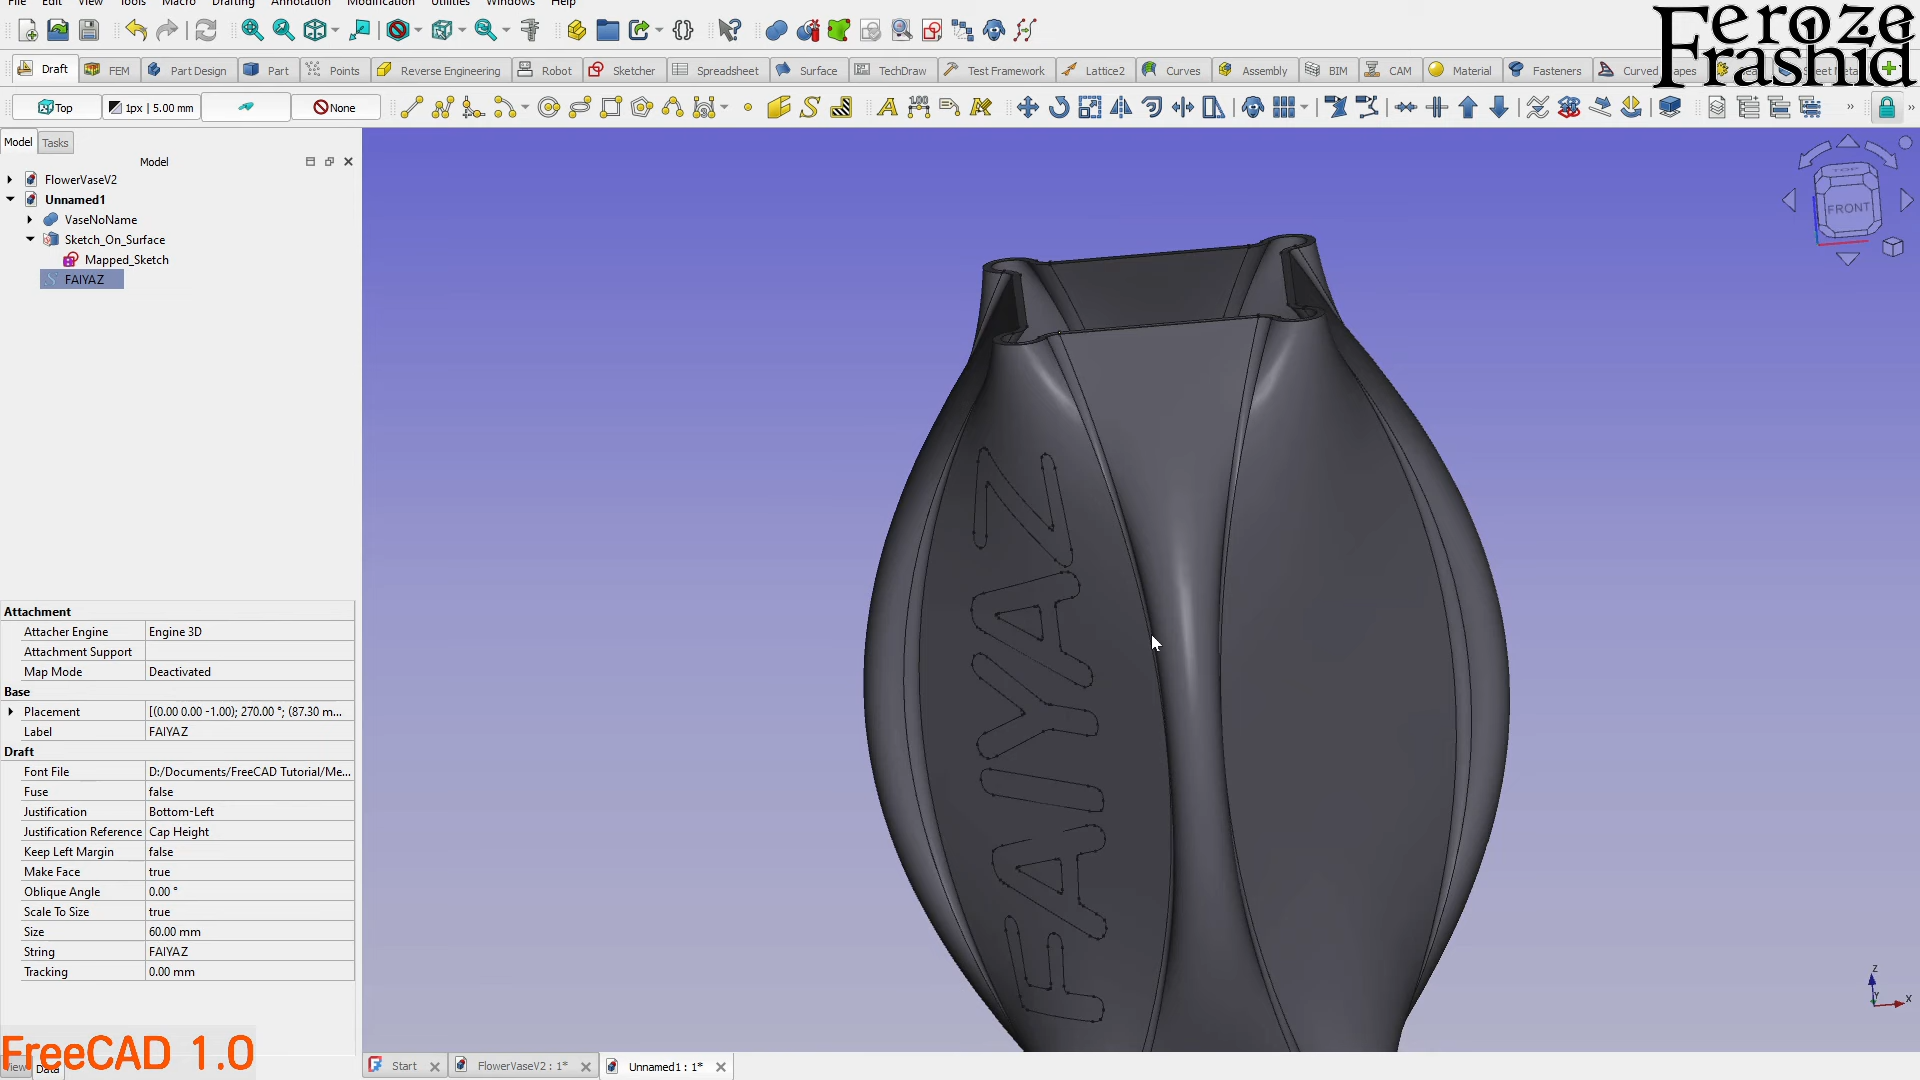 File Edit View Tools Macro Drafting Annotation Modification Utilities Windows Help
Feroze
Frashid
Draft FEM Part Design Part Points Reverse Engineering Robot Sketcher Spreadsheet Surface TechDraw Test Framework Lattice2 Curves Assembly BIM CAM Material Fasteners Curved Shapes
Top 1px | 5.00 mm None
Model Tasks
Model
FlowerVaseV2
Unnamed1
VaseNoName
Sketch_On_Surface
Mapped_Sketch
FAIYAZ
TOP
FRONT
FAIYAZ
Attachment
Attacher Engine Engine 3D
Attachment Support
Map Mode Deactivated
Base
Placement [(0.00 0.00 -1.00); 270.00 °; (87.30 m...
Label FAIYAZ
Draft
Font File D:/Documents/FreeCAD Tutorial/Me...
Fuse false
Justification Bottom-Left
Justification Reference Cap Height
Keep Left Margin false
Make Face true
Oblique Angle 0.00 °
Scale To Size true
Size 60.00 mm
String FAIYAZ
Tracking 0.00 mm
Z
Y
X
FreeCAD 1.0
View Data
Start FlowerVaseV2 : 1* Unnamed1 : 1*